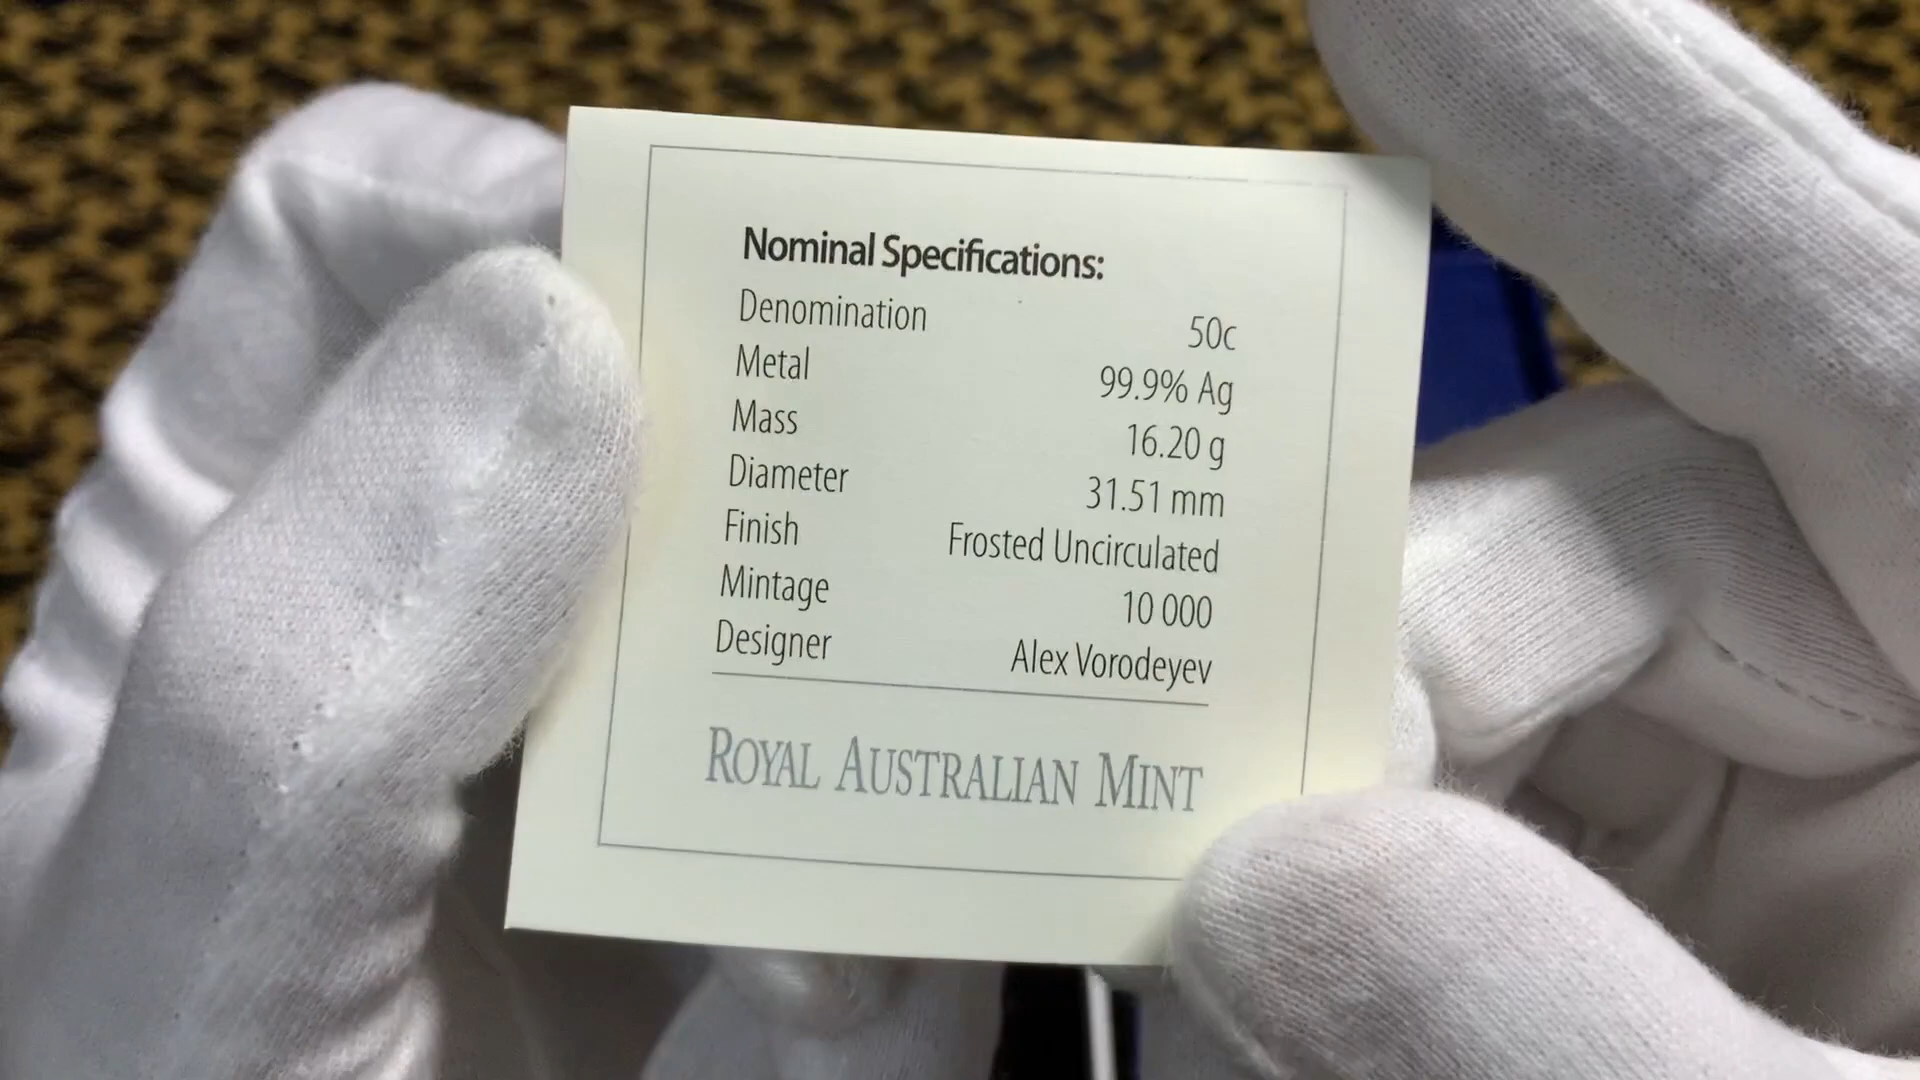 Nominal Specifications:
Denomination 50c
Metal 99.9% Ag
Mass 16.20 g
Diameter 31.51 mm
Finish Frosted Uncirculated
Mintage 10 000
Designer Alex Vorodeyev
ROYAL AUSTRALIAN MINT